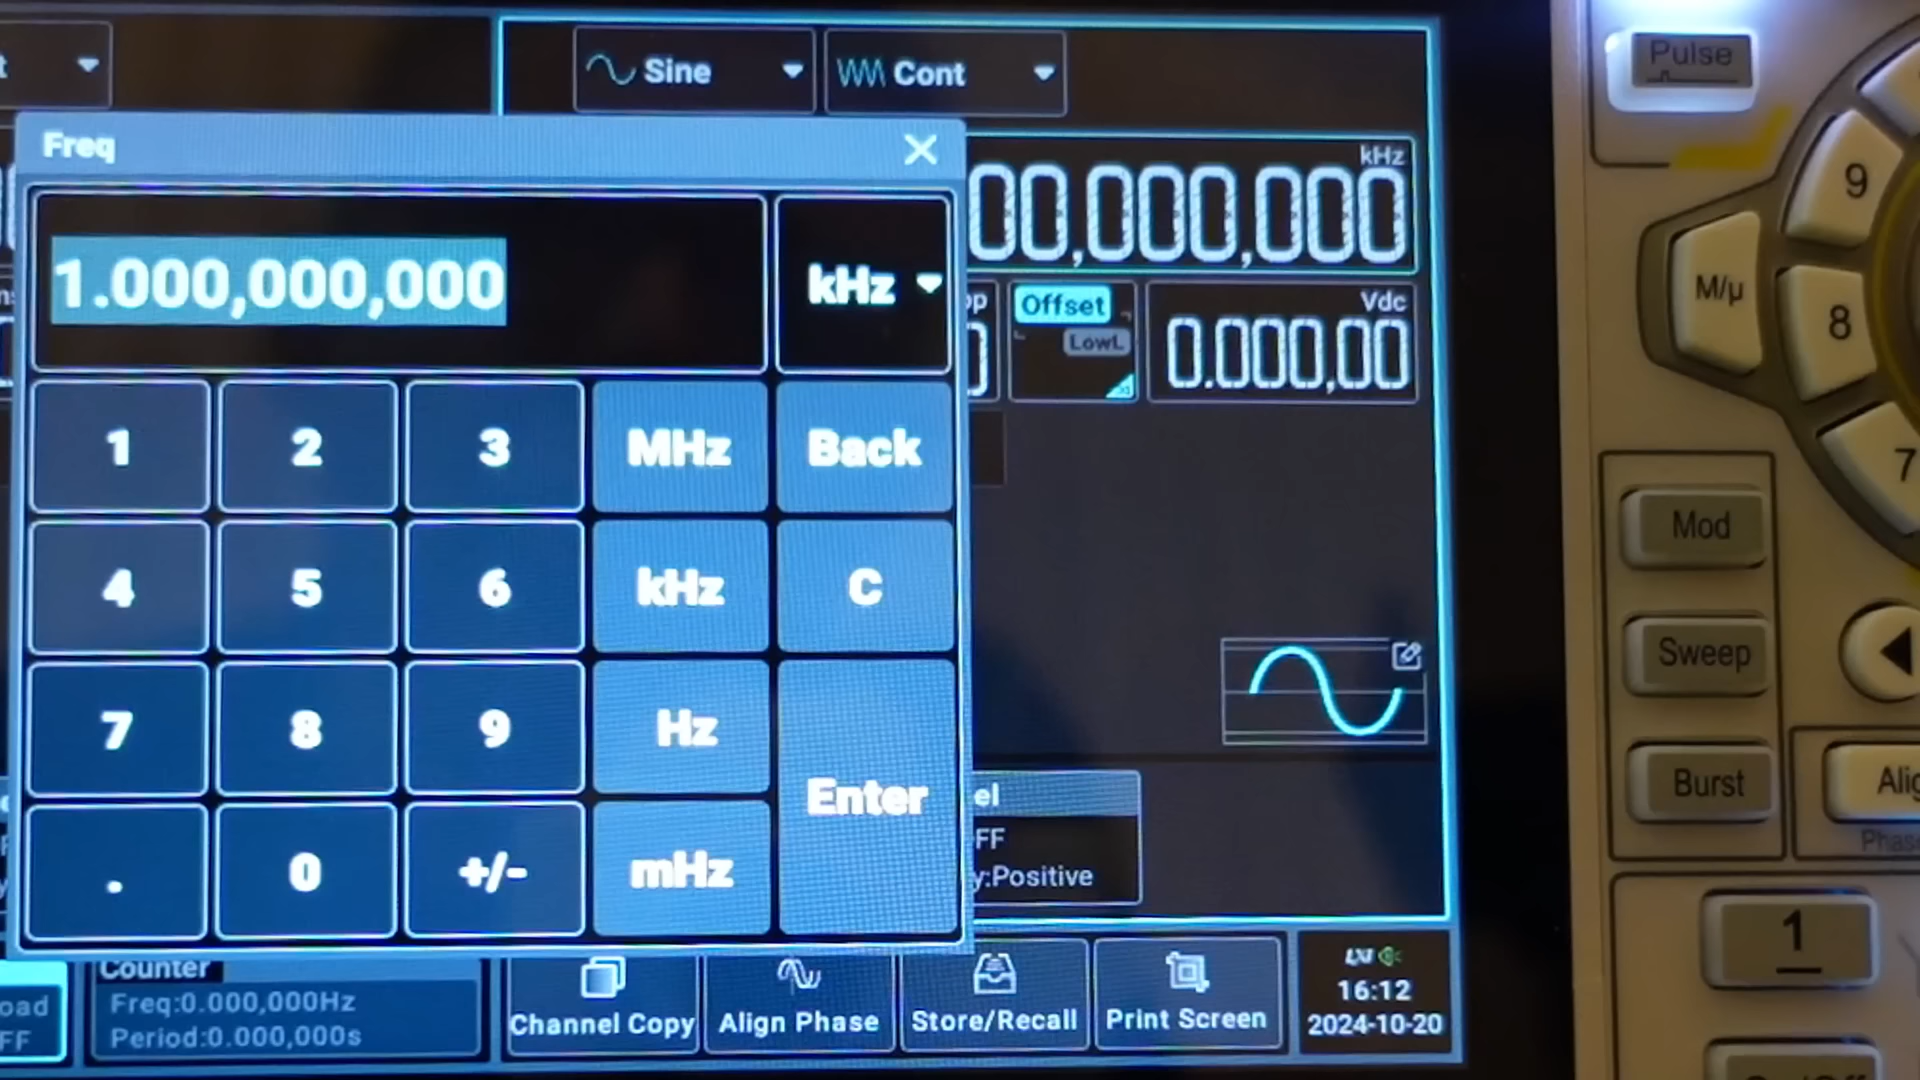 Sine
Cont
Pulse
Freq
kHz
00,000,000
9
1.000,000,000
kHz
M/µ
Offset
Vdc
8
LowL
0.000,00
1
2
3
MHz
Back
7
Mod
4
5
6
kHz
C
Sweep
7
8
9
Hz
Enter
Burst
FF
:Positive
.
0
+/-
mHz
1
Counter
Freq:0.000,000Hz
Period:0.000,000s
FF
Channel Copy
Align Phase
Store/Recall
Print Screen
16:12
2024-10-20